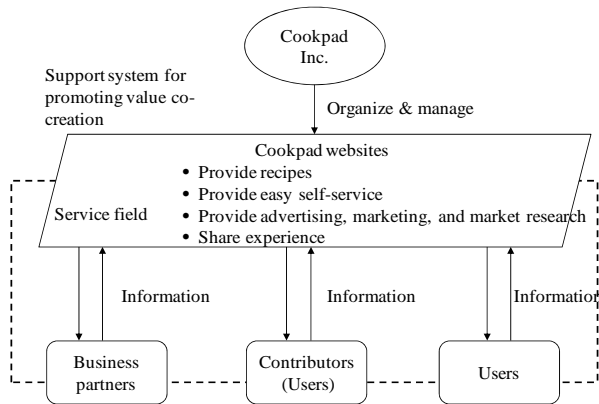 Cookpad
Inc.
Support system for
promoting value co-
creation
Organize & manage
Cookpad websites
• Provide recipes
• Provide easy self-service
Service field
• Provide advertising, marketing, and market research
• Share experience
Information
Information
Information
Business
partners
Contributors
(Users)
Users